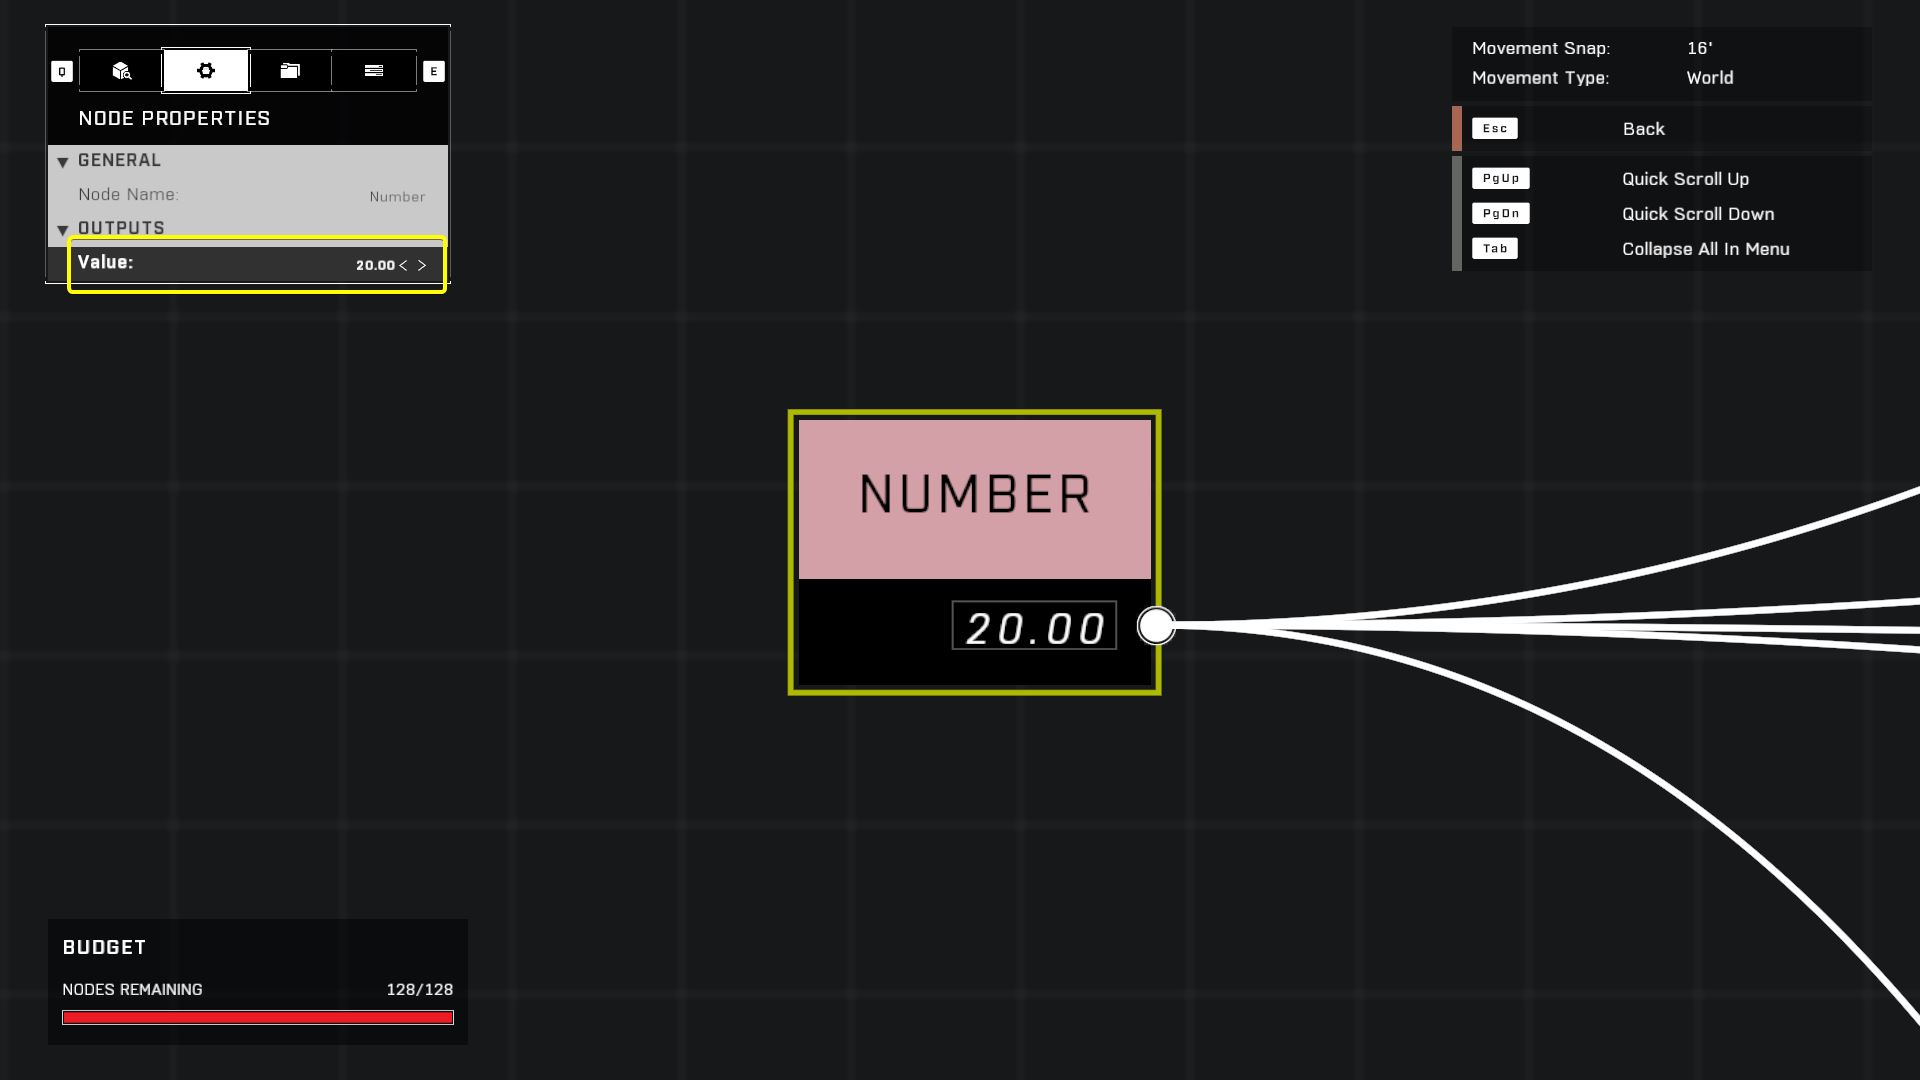 Q
E
NODE PROPERTIES
GENERAL
Node Name: Number
OUTPUTS
Value: 20.00 < >
Movement Snap: 16'
Movement Type: World
Esc Back
PgUp Quick Scroll Up
PgDn Quick Scroll Down
Tab Collapse All In Menu
NUMBER
20.00
BUDGET
NODES REMAINING 128/128